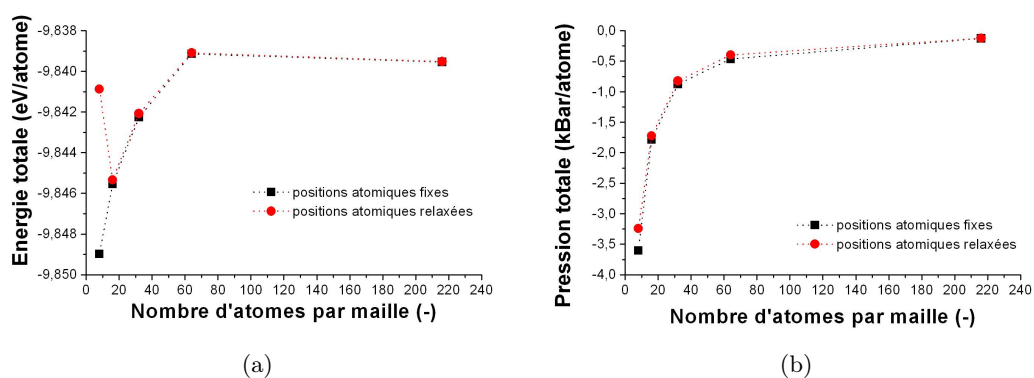 -9,838
-9,840
-9,842
-9,844
-9,846
-9,848
-9,850
Energie totale (eV/atome)
positions atomiques fixes
positions atomiques relaxées
0 20 40 60 80 100 120 140 160 180 200 220 240
Nombre d'atomes par maille (-)
(a)
0,0
-0,5
-1,0
-1,5
-2,0
-2,5
-3,0
-3,5
-4,0
Pression totale (kBar/atome)
positions atomiques fixes
positions atomiques relaxées
0 20 40 60 80 100 120 140 160 180 200 220 240
Nombre d'atomes par maille (-)
(b)